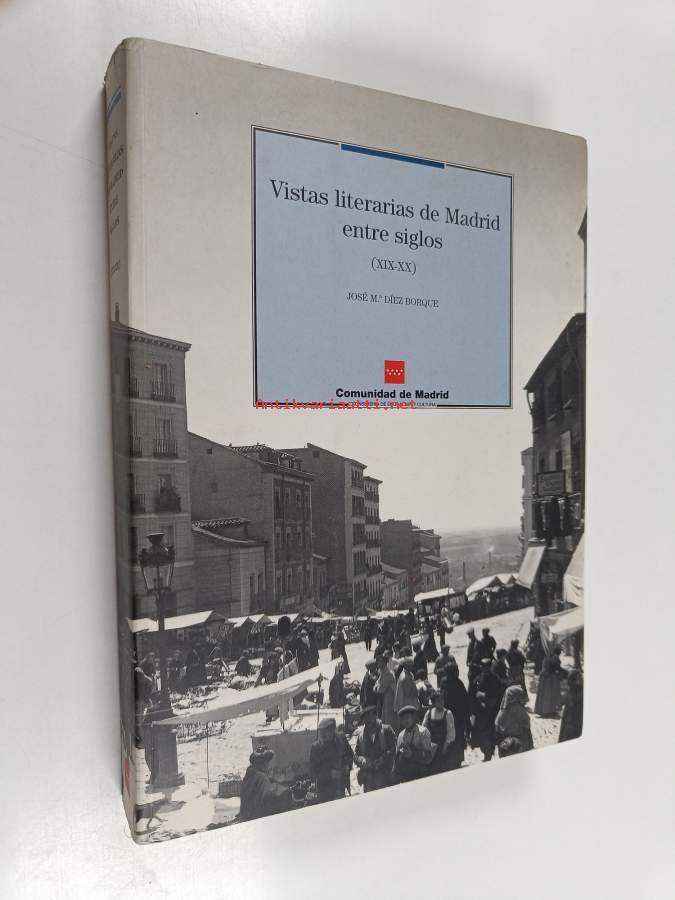 Vistas literarias de Madrid
entre siglos
(XIX-XX)
JOSÉ M.ª DÍEZ BORQUE
Comunidad de Madrid
Antikvariaatti.net